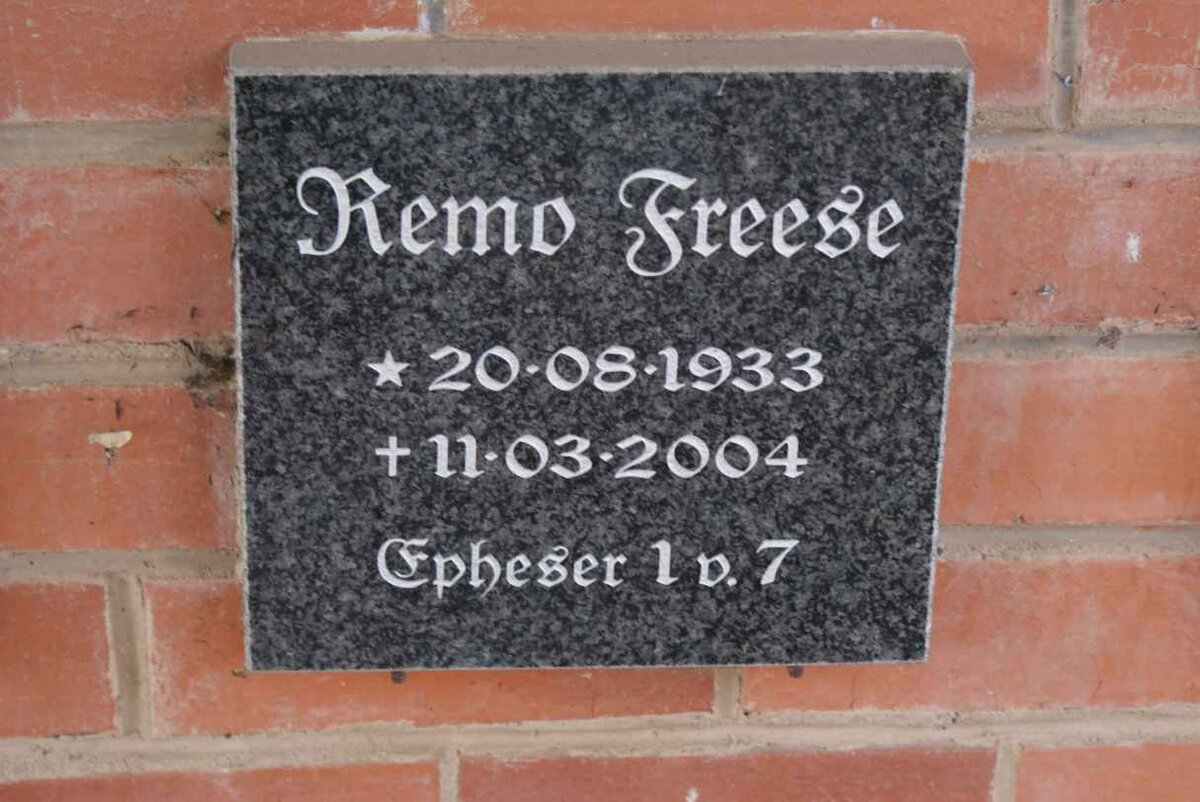 Remo Freese
★ 20·08·1933
✝ 11·03·2004
Epheser 1 v. 7